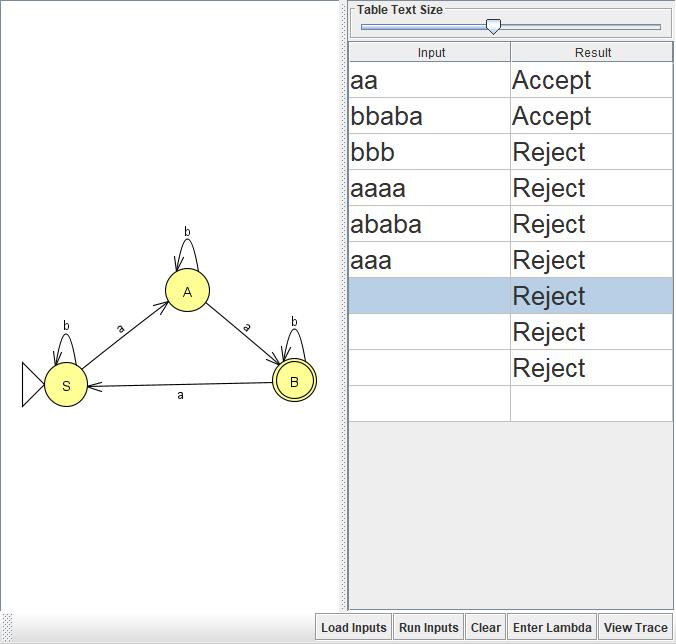 Table Text Size
Input Result
aa Accept
bbaba Accept
bbb Reject
aaaa Reject
ababa Reject
aaa Reject
Reject
Reject
Reject
b
A
b
a
a
b
S
B
a
Load Inputs Run Inputs Clear Enter Lambda View Trace